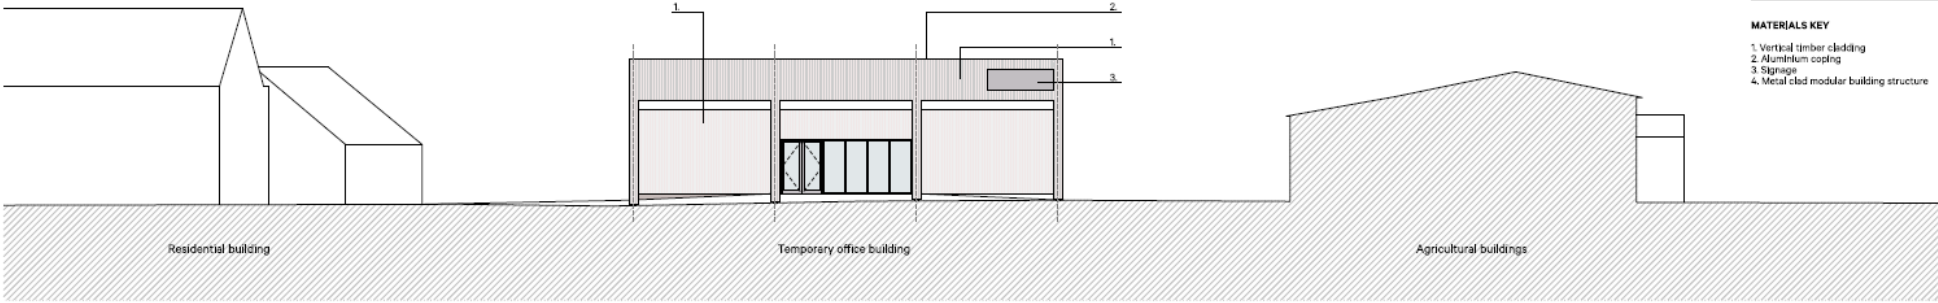 1.
2.
1.
3.
MATERIALS KEY
1. Vertical timber cladding
2. Aluminium coping
3. Signage
4. Metal clad modular building structure
Residential building
Temporary office building
Agricultural buildings